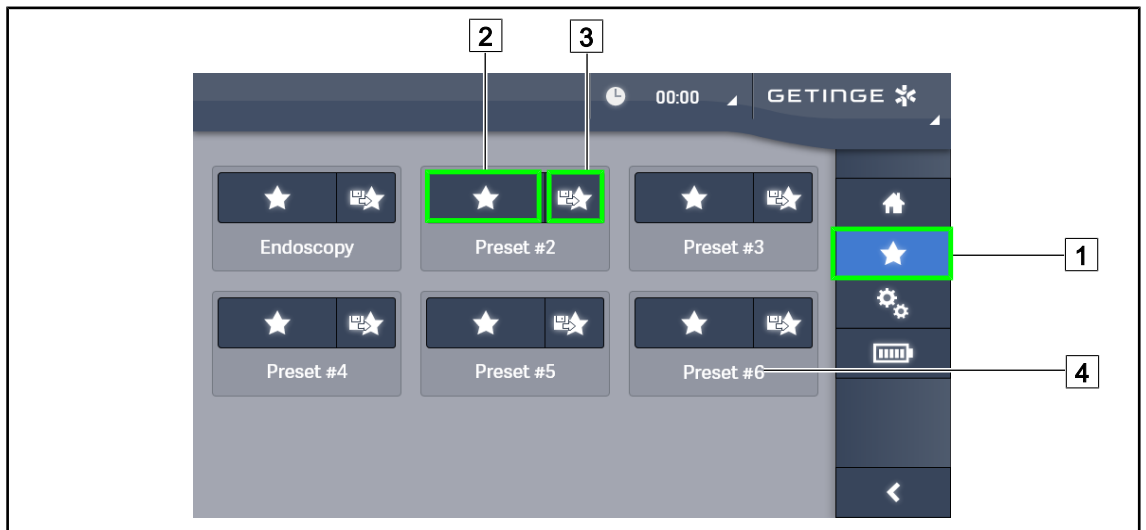 2
3
00:00
GETINGE
Endoscopy
Preset #2
Preset #3
1
Preset #4
Preset #5
Preset #6
4